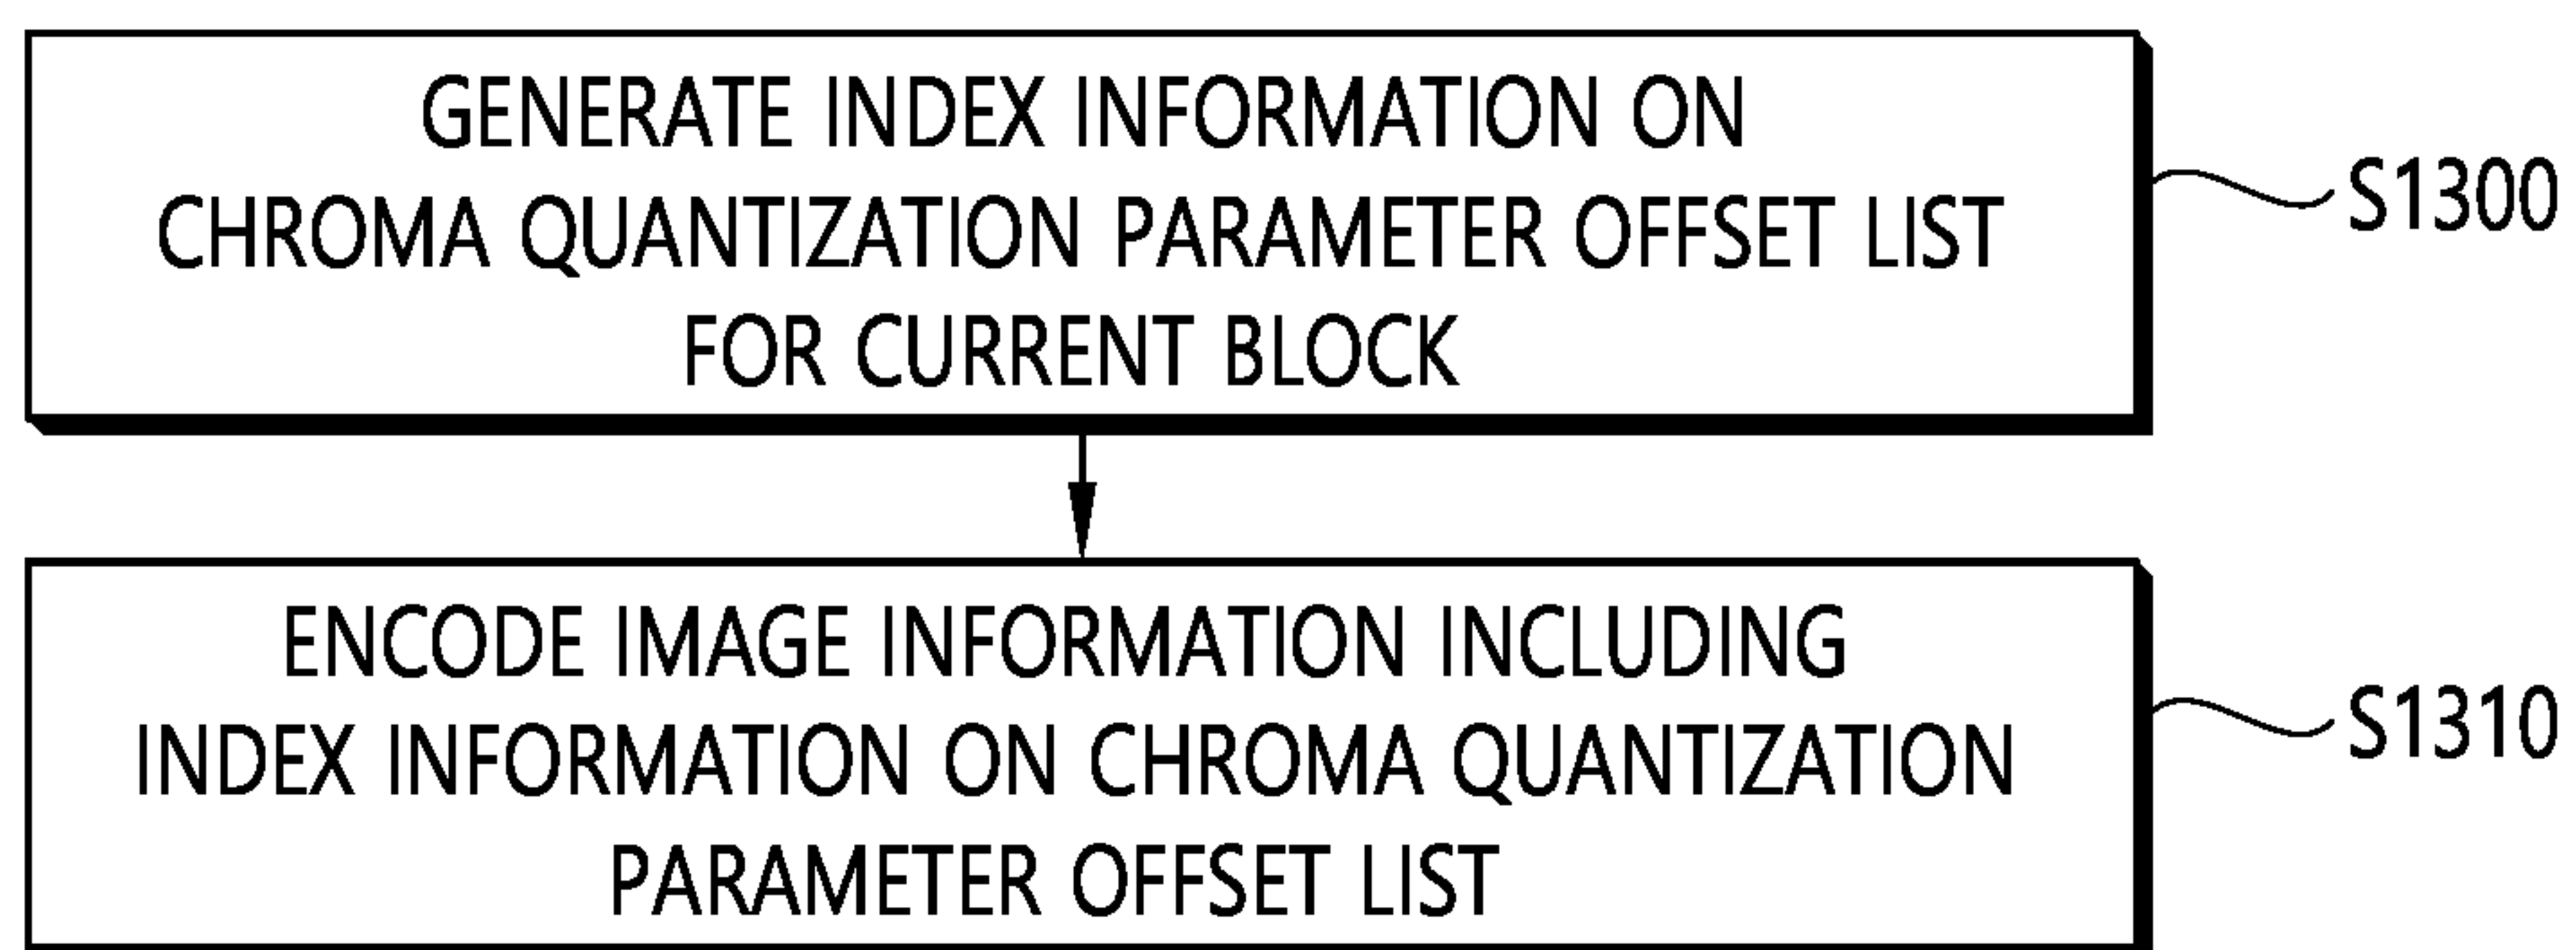 GENERATE INDEX INFORMATION ON
CHROMA QUANTIZATION PARAMETER OFFSET LIST
FOR CURRENT BLOCK
S1300
ENCODE IMAGE INFORMATION INCLUDING
INDEX INFORMATION ON CHROMA QUANTIZATION
PARAMETER OFFSET LIST
S1310